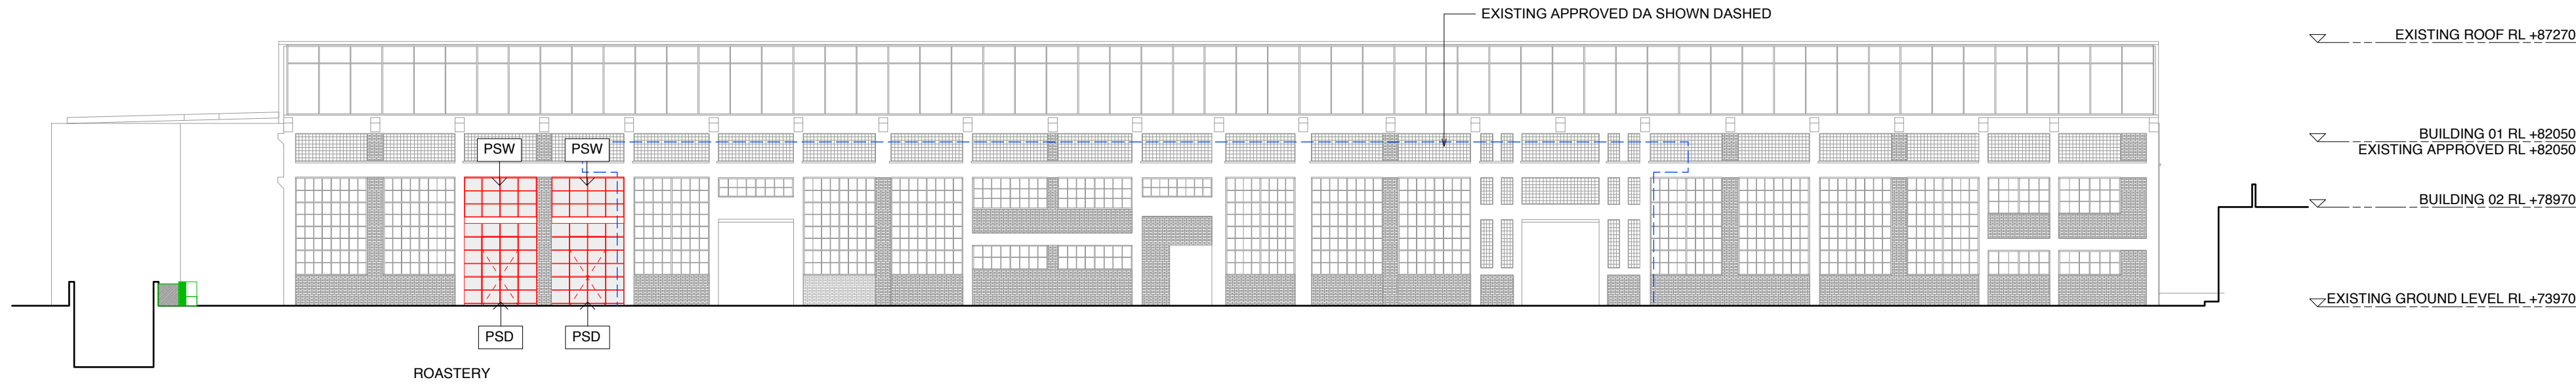 EXISTING APPROVED DA SHOWN DASHED
EXISTING ROOF RL +87270
BUILDING 01 RL +82050
EXISTING APPROVED RL +82050
PSW
PSW
BUILDING 02 RL +78970
EXISTING GROUND LEVEL RL +73970
PSD
PSD
ROASTERY